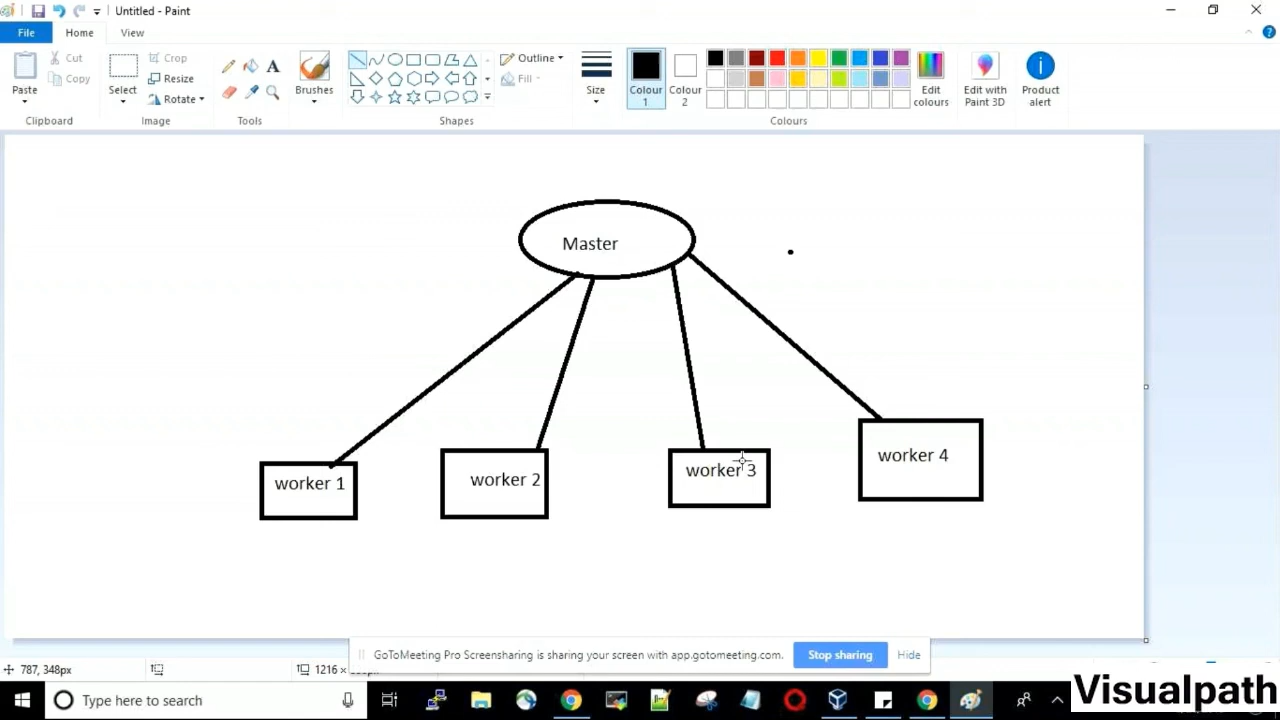 Untitled - Paint
File
Home
View
Paste
Cut
Copy
Clipboard
Select
Crop
Resize
Rotate
Image
Tools
Brushes
Shapes
Outline
Fill
Size
Colour 1
Colour 2
Colours
Edit colours
Edit with Paint 3D
Product alert
Master
worker 1
worker 2
worker 3
worker 4
GoToMeeting Pro Screensharing is sharing your screen with app.gotomeeting.com.
Stop sharing
Hide
787, 348px
1216 ×
Type here to search
Visualpath